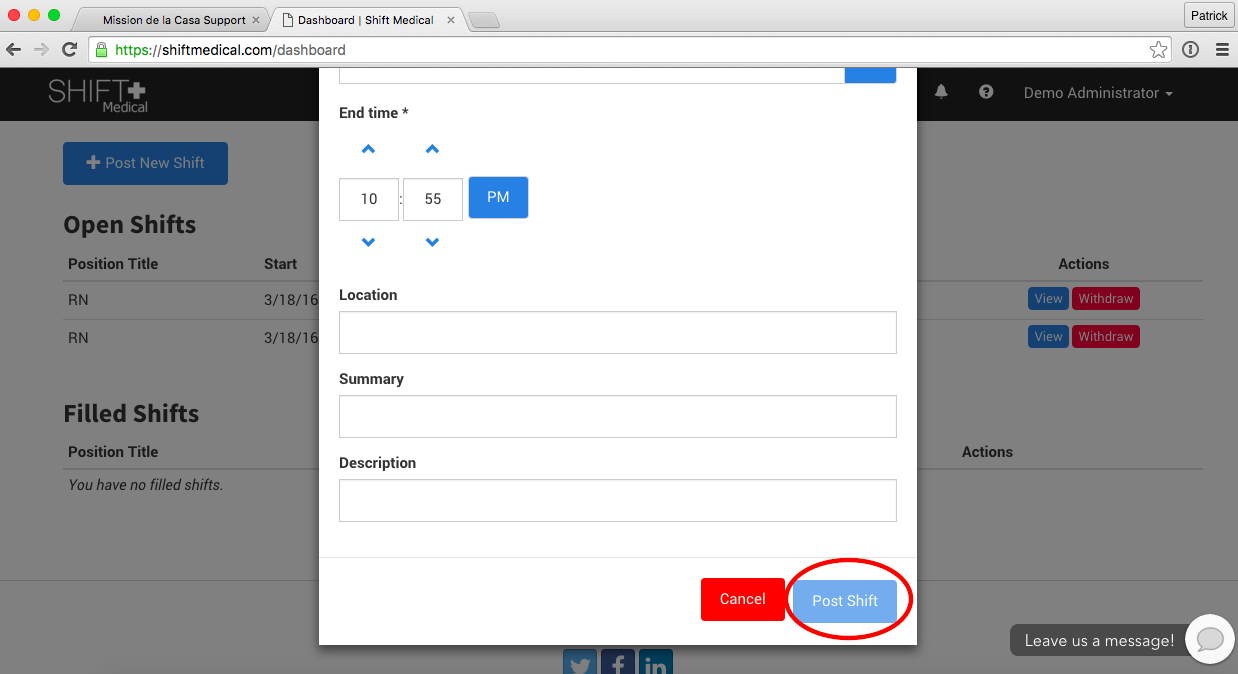 Mission de la Casa Support
Dashboard | Shift Medical
Patrick
https://shiftmedical.com/dashboard
SHIFT
Medical
Demo Administrator
Post New Shift
End time *
10 : 55 PM
Open Shifts
Position Title Start Actions
RN 3/18/16 View Withdraw
RN 3/18/16 View Withdraw
Location
Summary
Description
Filled Shifts
Position Title Actions
You have no filled shifts.
Cancel Post Shift
Leave us a message!